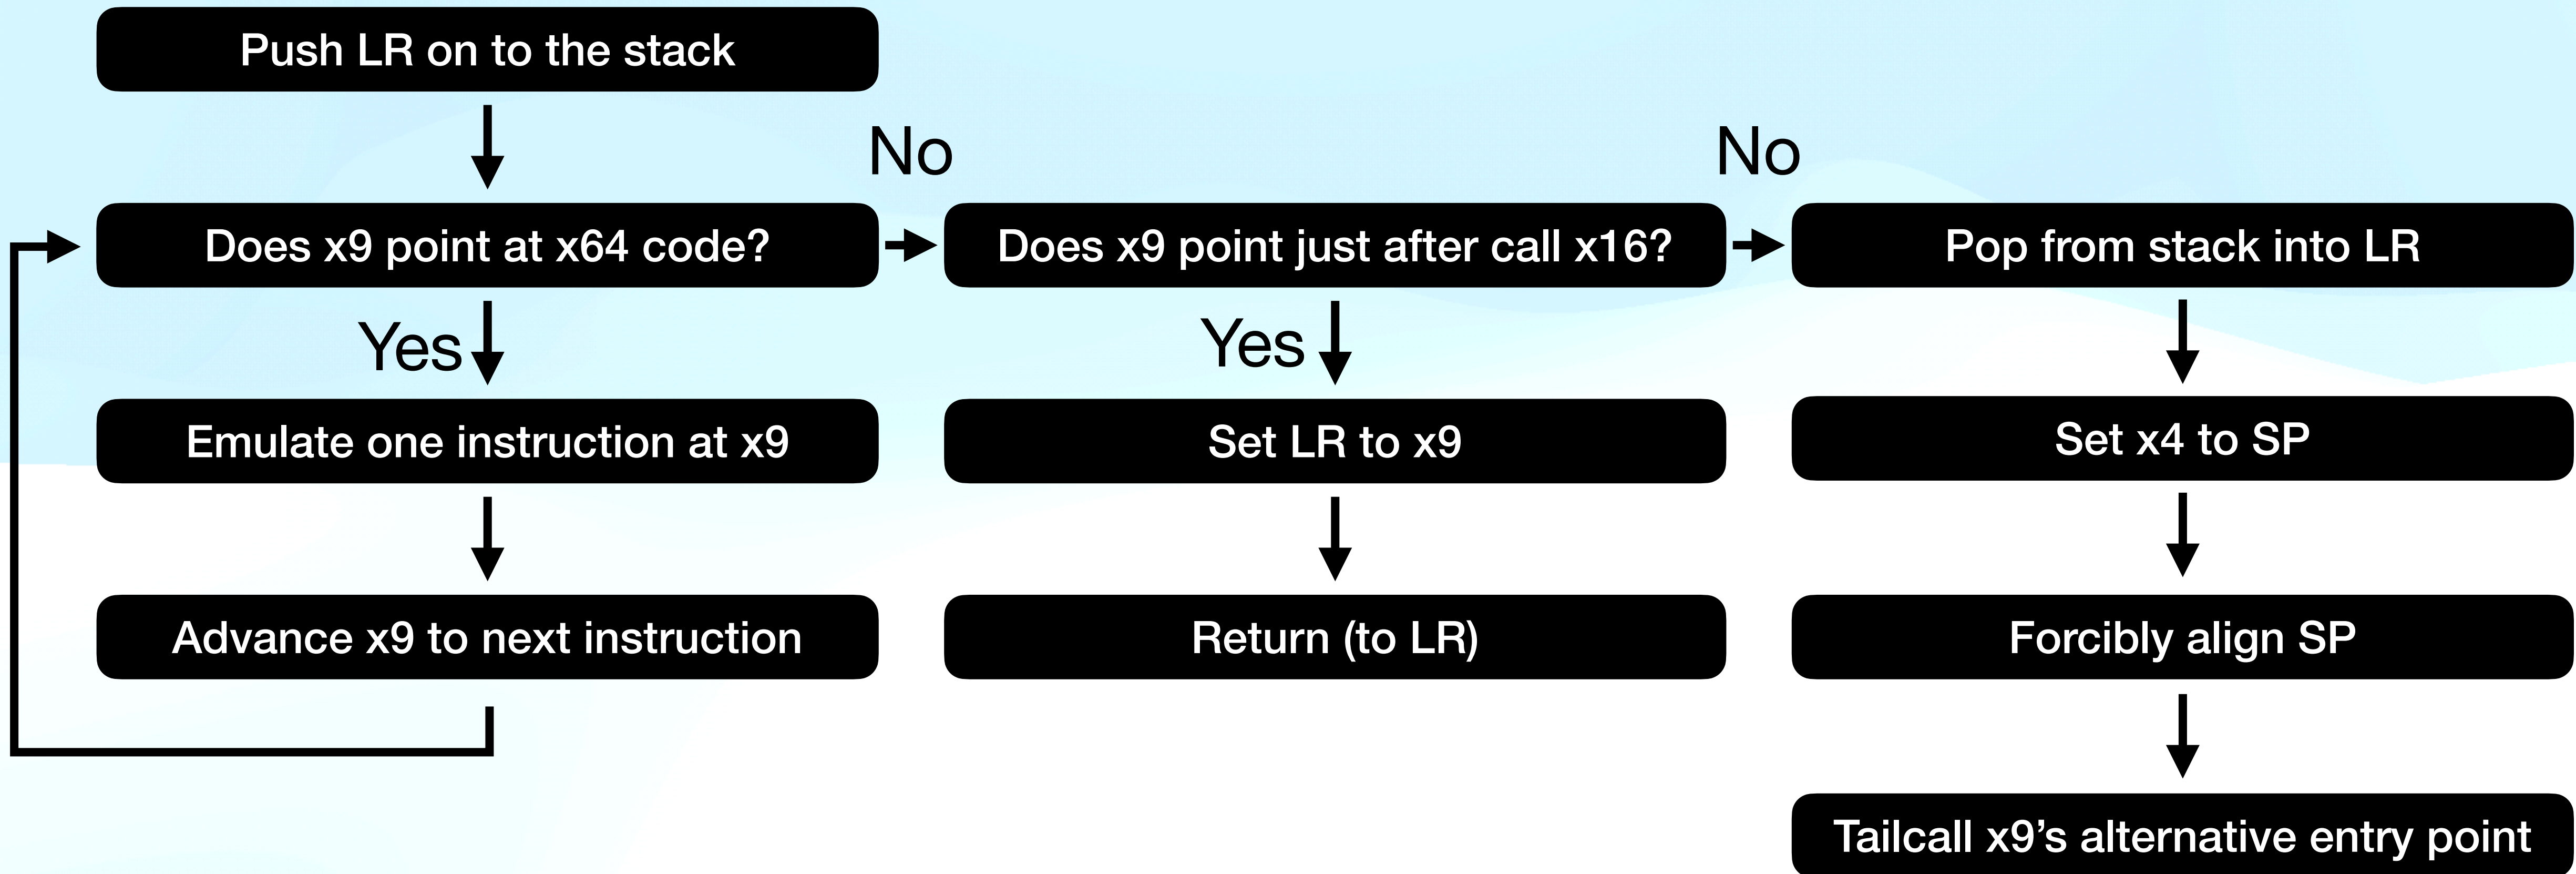 Push LR on to the stack
No
No
Does x9 point at x64 code?
Does x9 point just after call x16?
Pop from stack into LR
Yes
Yes
Emulate one instruction at x9
Set LR to x9
Set x4 to SP
Advance x9 to next instruction
Return (to LR)
Forcibly align SP
Tailcall x9’s alternative entry point